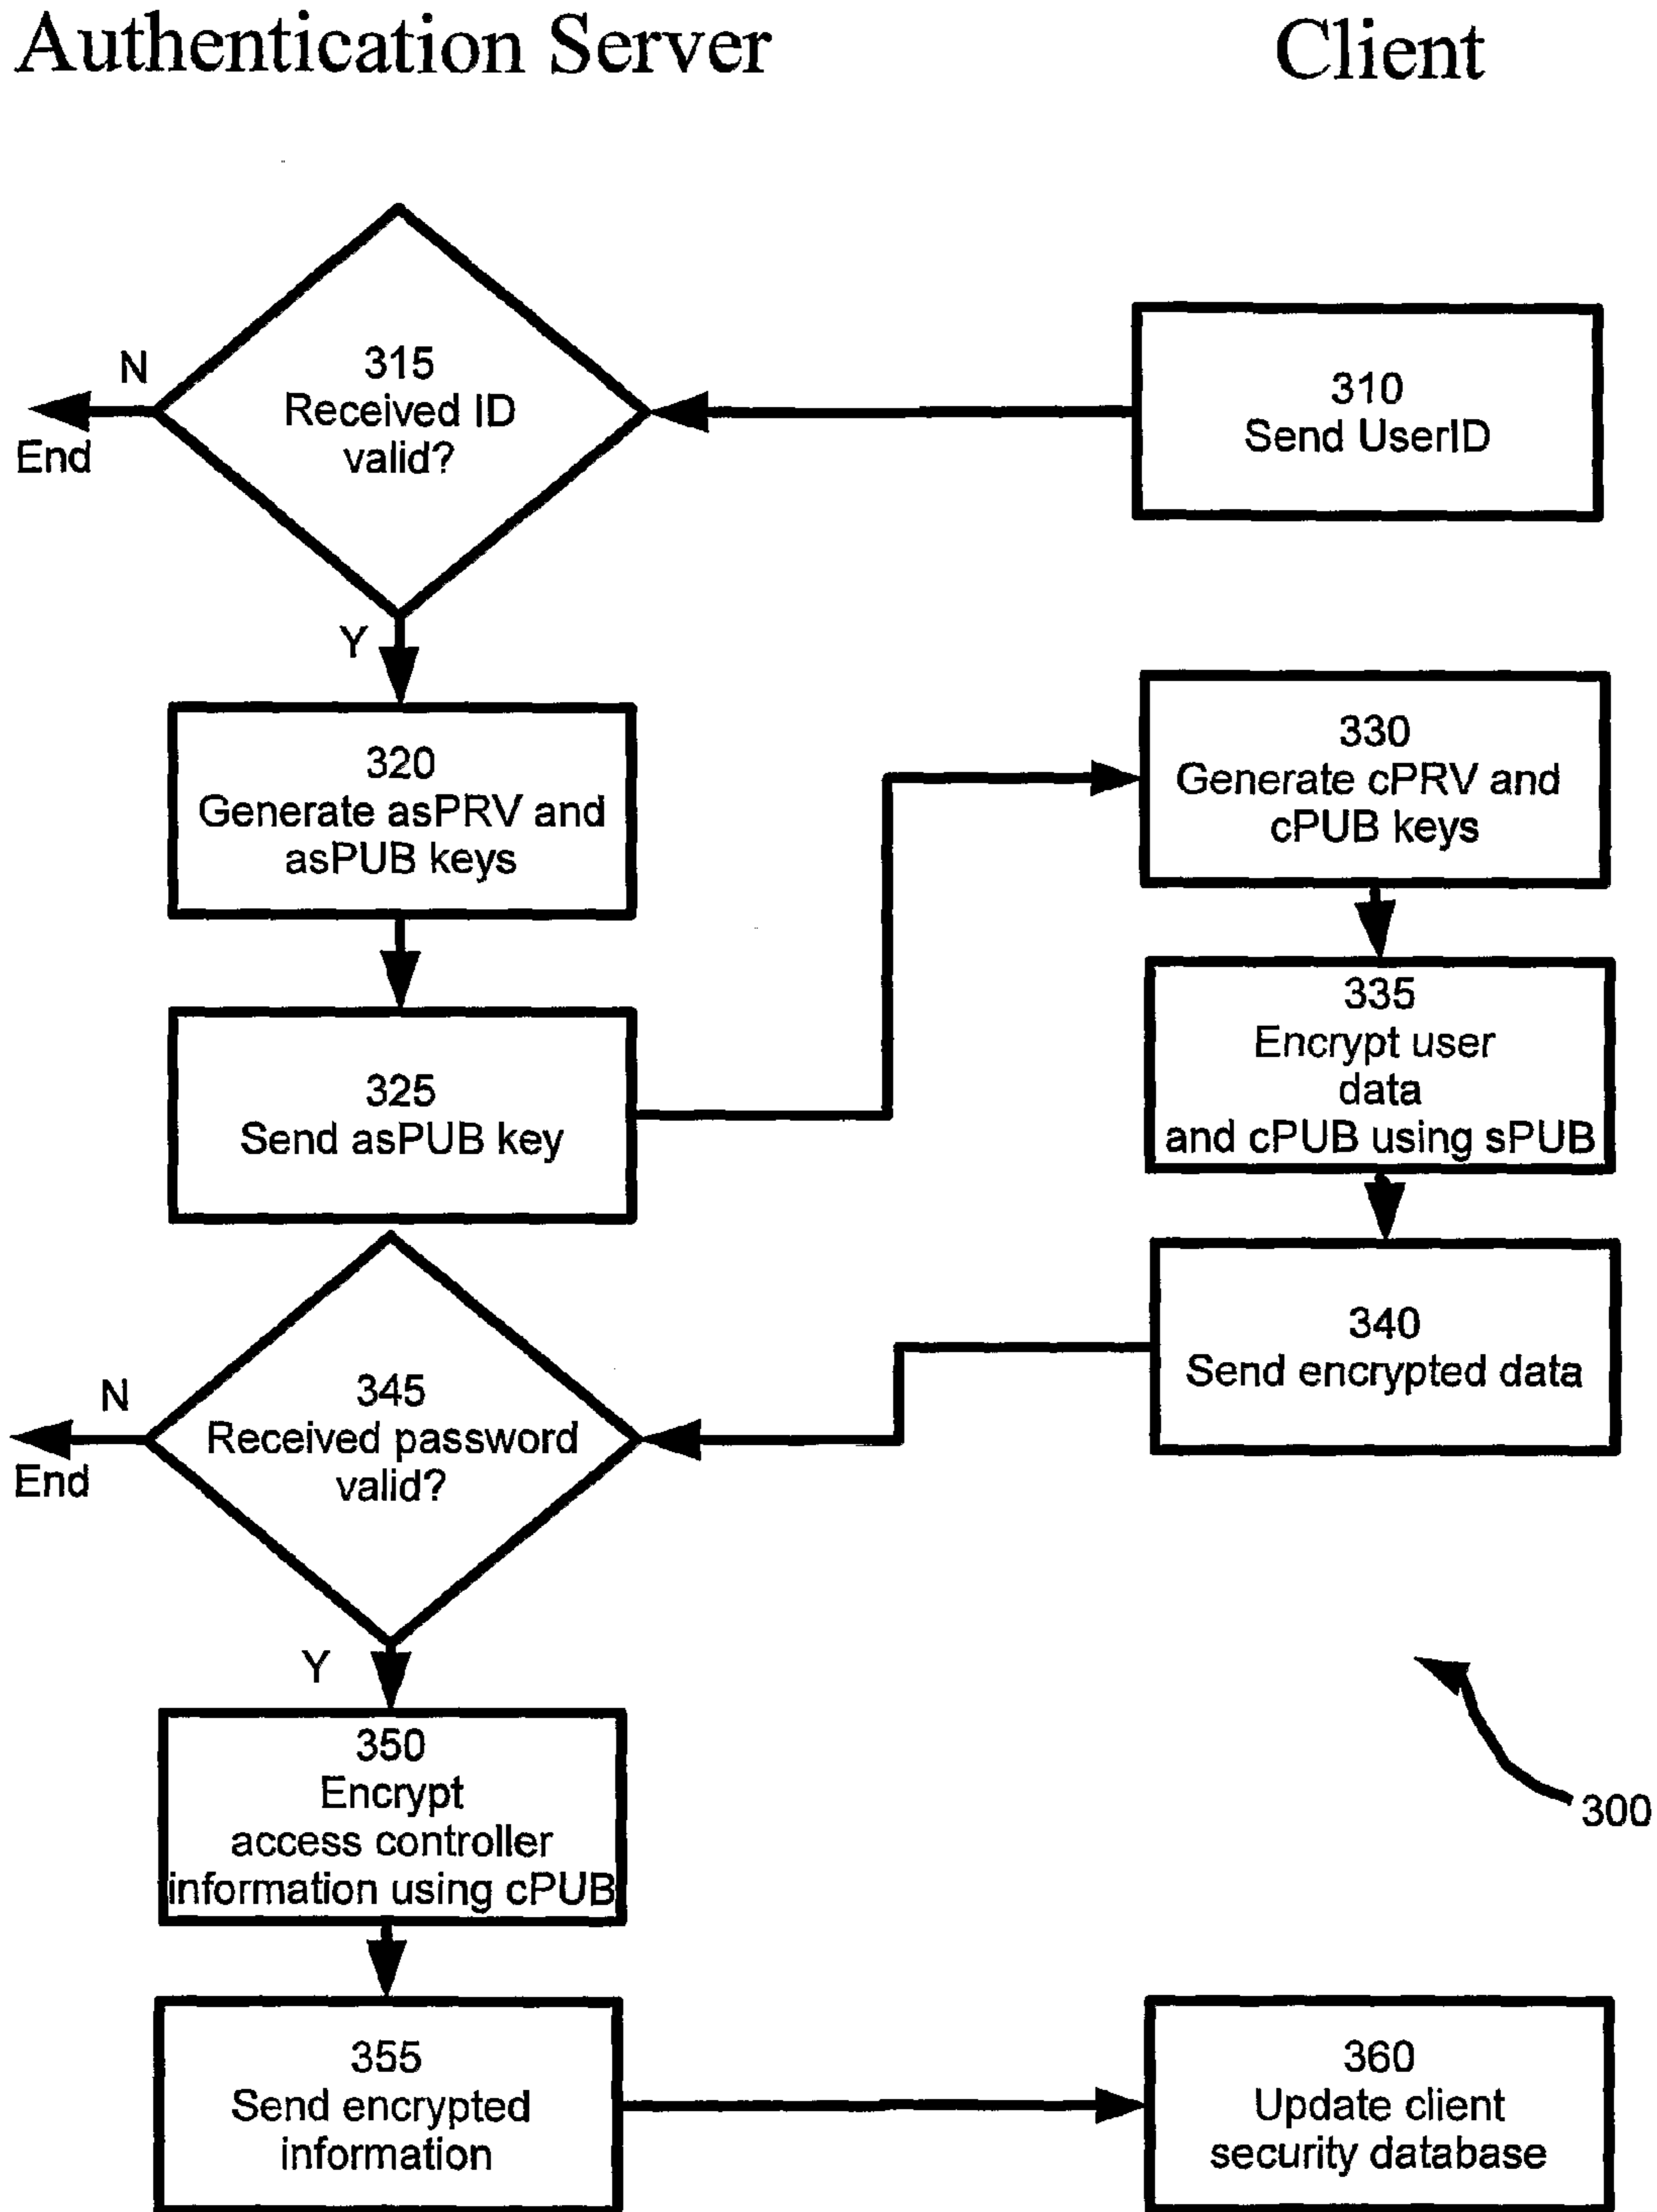 Authentication Server
Client
315
Received ID
valid?
N
End
Y
310
Send UserID
320
Generate asPRV and
asPUB keys
325
Send asPUB key
330
Generate cPRV and
cPUB keys
335
Encrypt user
data
and cPUB using sPUB
340
Send encrypted data
345
Received password
valid?
N
End
Y
350
Encrypt
access controller
information using cPUB
300
355
Send encrypted
information
360
Update client
security database